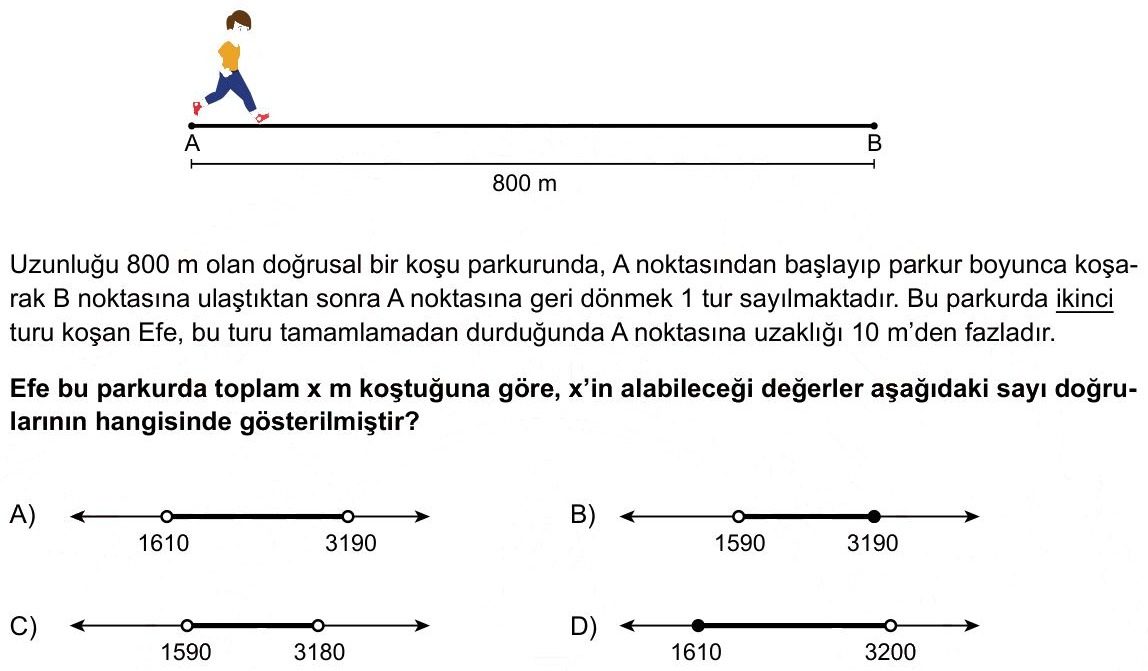 A
B
800 m
Uzunluğu 800 m olan doğrusal bir koşu parkurunda, A noktasından başlayıp parkur boyunca koşa-
rak B noktasına ulaştıktan sonra A noktasına geri dönmek 1 tur sayılmaktadır. Bu parkurda ikinci
turu koşan Efe, bu turu tamamlamadan durduğunda A noktasına uzaklığı 10 m’den fazladır.
Efe bu parkurda toplam x m koştuğuna göre, x’in alabileceği değerler aşağıdaki sayı doğru-
larının hangisinde gösterilmiştir?
A)
1610 3190
B)
1590 3190
C)
1590 3180
D)
1610 3200